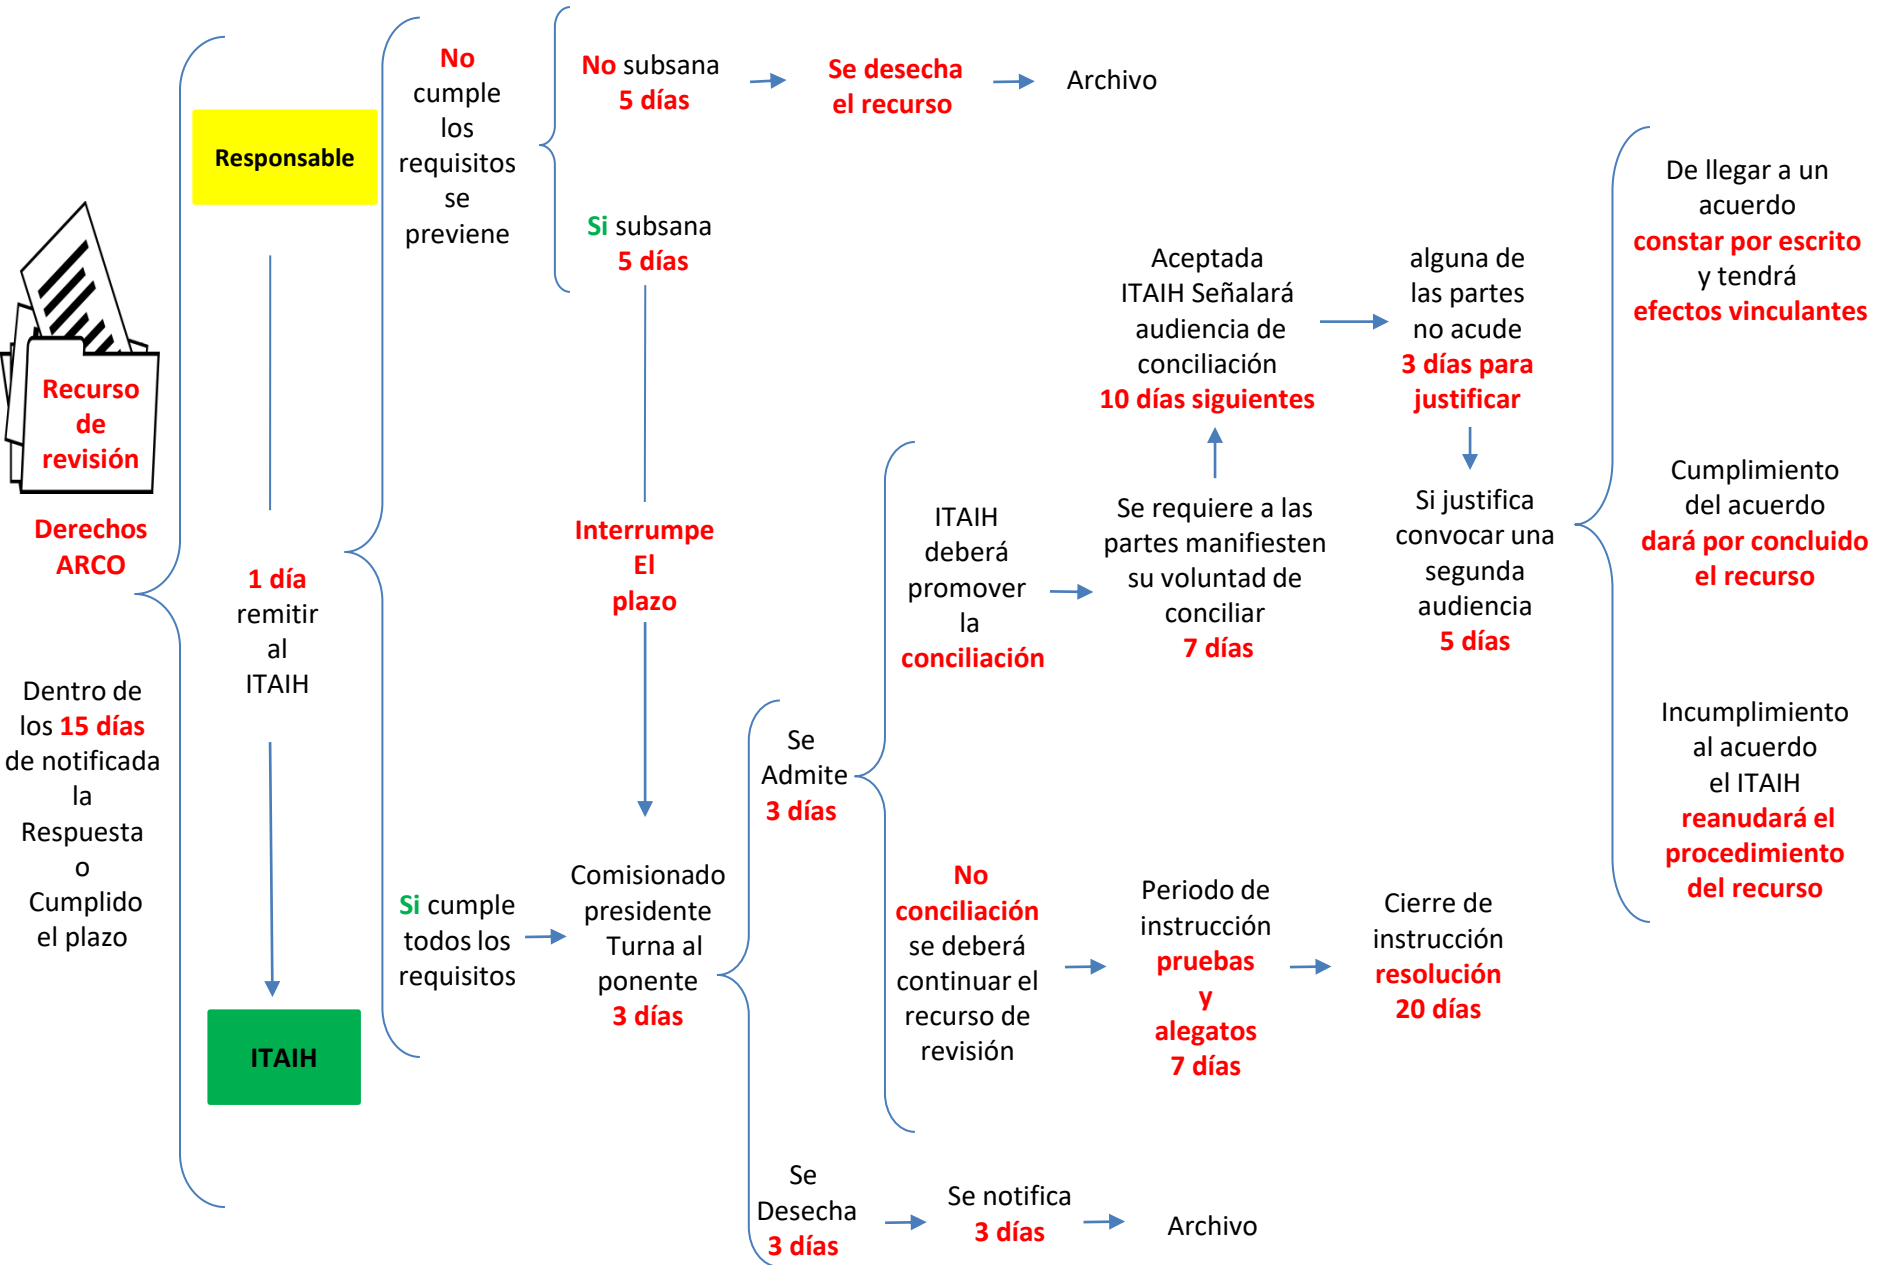 Recurso
de
revisión
Derechos
ARCO
Dentro de
los 15 días
de notificada
la
Respuesta
o
Cumplido
el plazo
Responsable
1 día
remitir
al
ITAIH
ITAIH
No
cumple
los
requisitos
se
previene
Si cumple
todos los
requisitos
No subsana
5 días
Se desecha
el recurso
Archivo
Si subsana
5 días
Interrumpe
El
plazo
Comisionado
presidente
Turna al
ponente
3 días
Se
Admite
3 días
Se
Desecha
3 días
Se notifica
3 días
Archivo
ITAIH
deberá
promover
la
conciliación
Se requiere a las
partes manifiesten
su voluntad de
conciliar
7 días
Aceptada
ITAIH Señalará
audiencia de
conciliación
10 días siguientes
alguna de
las partes
no acude
3 días para
justificar
Si justifica
convocar una
segunda
audiencia
5 días
No
conciliación
se deberá
continuar el
recurso de
revisión
Periodo de
instrucción
pruebas
y
alegatos
7 días
Cierre de
instrucción
resolución
20 días
De llegar a un
acuerdo
constar por escrito
y tendrá
efectos vinculantes
Cumplimiento
del acuerdo
dará por concluido
el recurso
Incumplimiento
al acuerdo
el ITAIH
reanudará el
procedimiento
del recurso